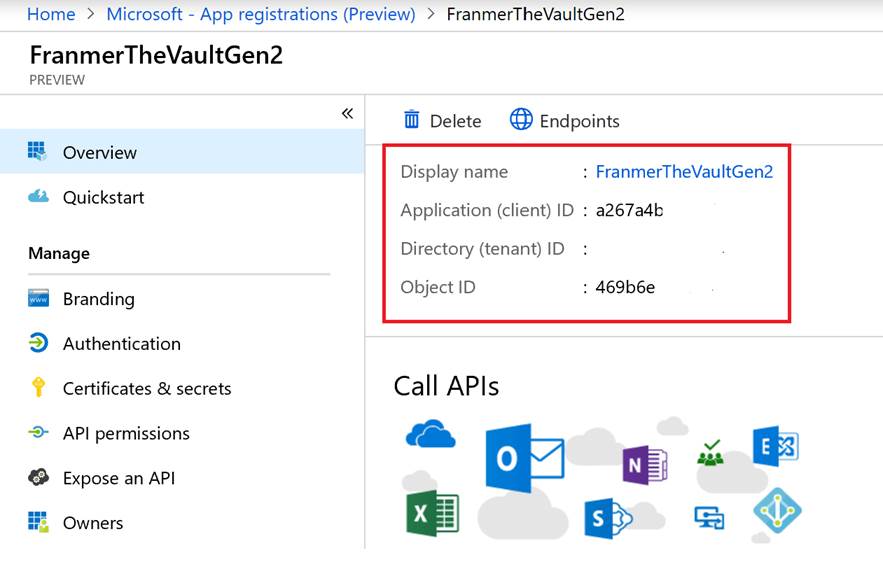 Home > Microsoft - App registrations (Preview) > FranmerTheVaultGen2
FranmerTheVaultGen2
PREVIEW
«
Overview
Quickstart
Manage
Branding
Authentication
Certificates & secrets
API permissions
Expose an API
Owners
Delete Endpoints
Display name : FranmerTheVaultGen2
Application (client) ID : a267a4b
Directory (tenant) ID :
Object ID : 469b6e
Call APIs
O
N
E
X
S
WWW